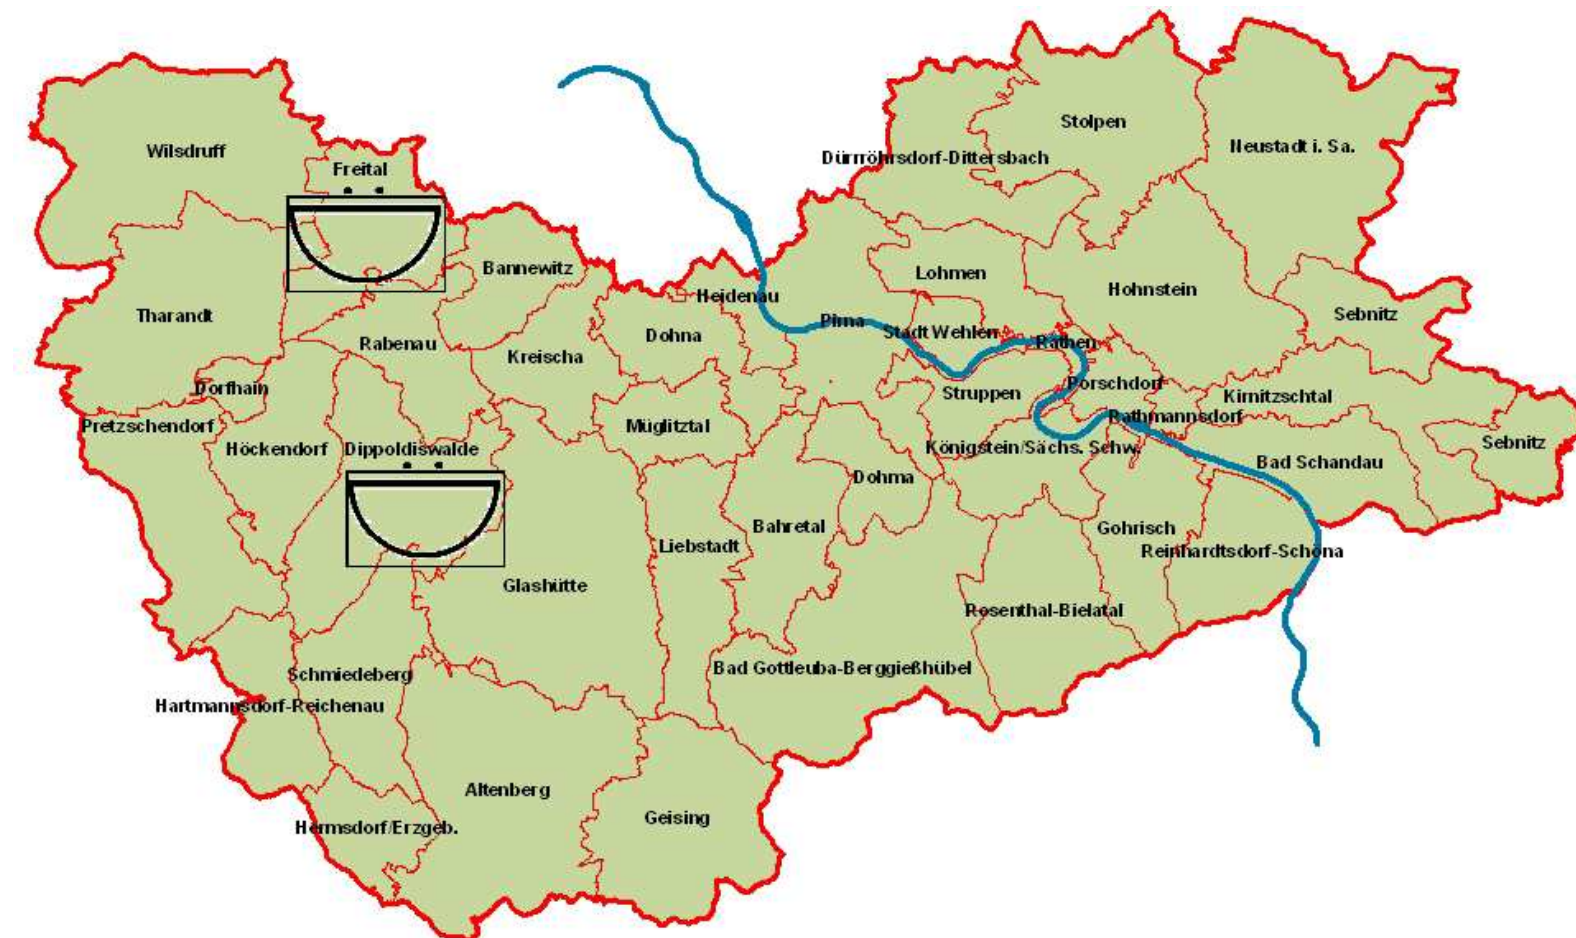 Stolpen
Neustadt i. Sa.
Wilsdruff
Dürrröhrsdorf-Dittersbach
Freital
Bannewitz
Lohmen
Hohnstein
Heidenau
Tharandt
Sebnitz
Pirna
Stadt Wehlen
Dohna
Rathen
Rabenau
Kreischa
Porschdorf
Dorfhain
Struppen
Kirnitzschtal
Rathmannsdorf
Pretzschendorf
Müglitztal
Sebnitz
Höckendorf
Dippoldiswalde
Königstein/Sächs. Schw.
Bad Schandau
Dohma
Bahretal
Gohrisch
Liebstadt
Reinhardtsdorf-Schöna
Glashütte
Rosenthal-Bielatal
Bad Gottleuba-Berggießhübel
Schmiedeberg
Hartmannsdorf-Reichenau
Altenberg
Geising
Hermsdorf/Erzgeb.